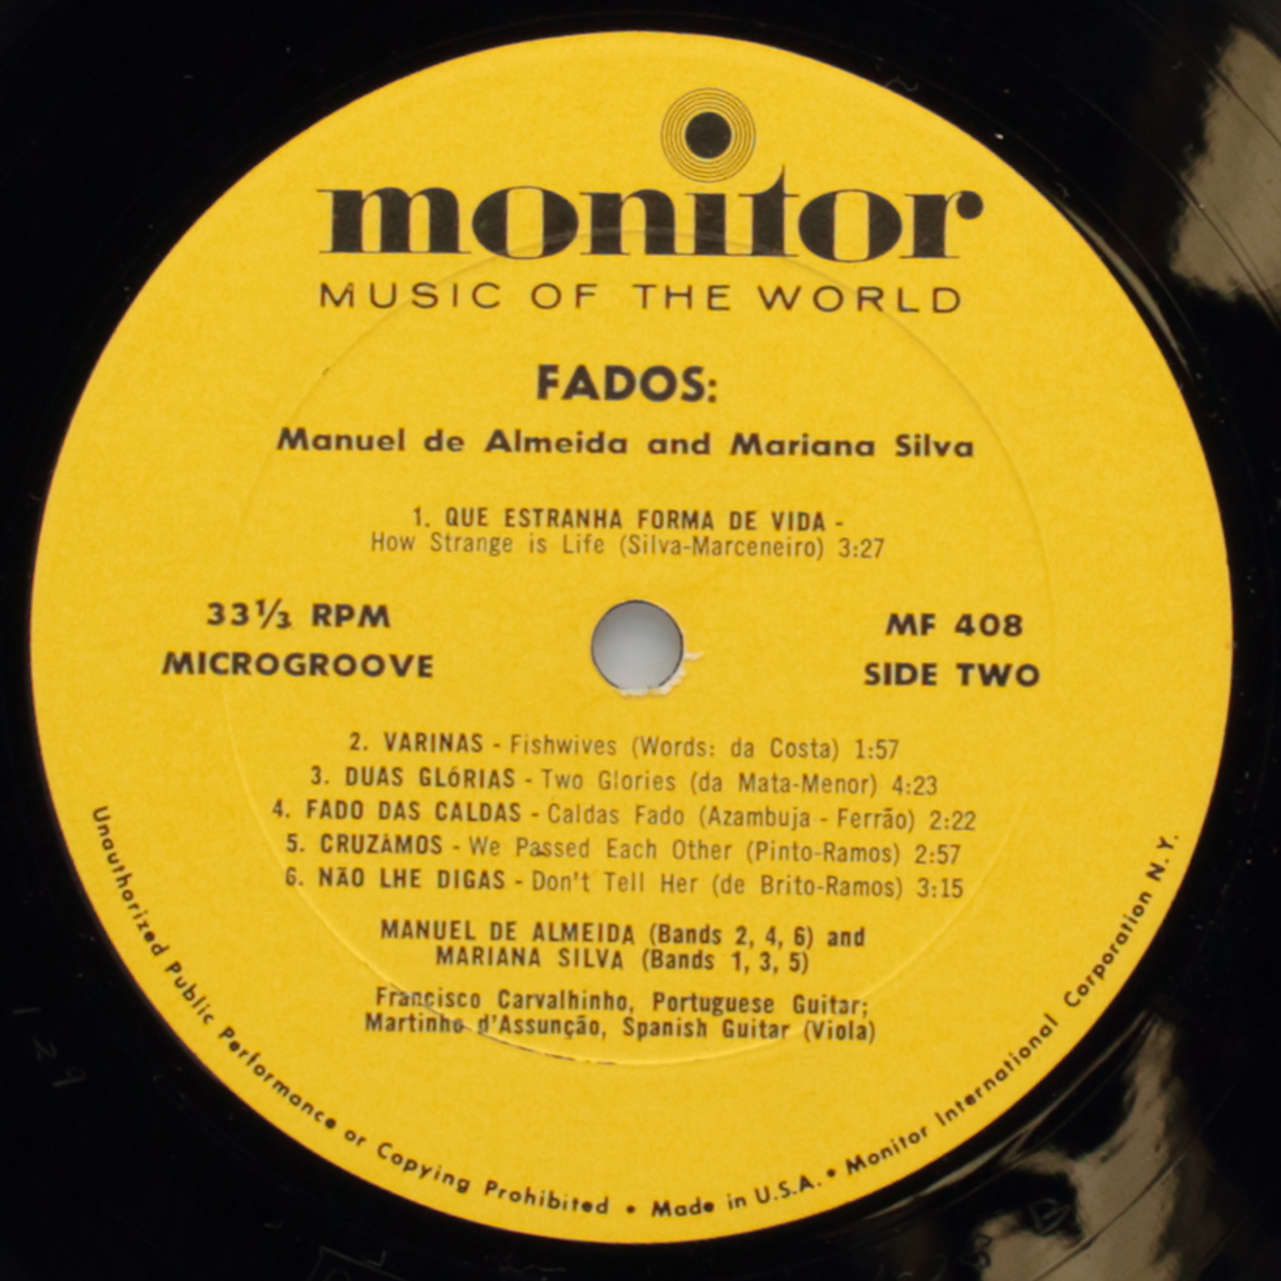 monitor
MUSIC OF THE WORLD
FADOS:
Manuel de Almeida and Mariana Silva
1. QUE ESTRANHA FORMA DE VIDA -
How Strange is Life (Silva-Marceneiro) 3:27
33⅓ RPM
MICROGROOVE
MF 408
SIDE TWO
2. VARINAS - Fishwives (Words: da Costa) 1:57
3. DUAS GLÓRIAS - Two Glories (da Mata-Menor) 4:23
4. FADO DAS CALDAS - Caldas Fado (Azambuja - Ferrão) 2:22
5. CRUZÁMOS - We Passed Each Other (Pinto-Ramos) 2:57
6. NÃO LHE DIGAS - Don't Tell Her (de Brito-Ramos) 3:15
MANUEL DE ALMEIDA (Bands 2, 4, 6) and
MARIANA SILVA (Bands 1, 3, 5)
Francisco Carvalhinho, Portuguese Guitar;
Martinho d'Assunção, Spanish Guitar (Viola)
Unauthorized Public Performance or Copying Prohibited • Made in U.S.A. • Monitor International Corporation N.Y.